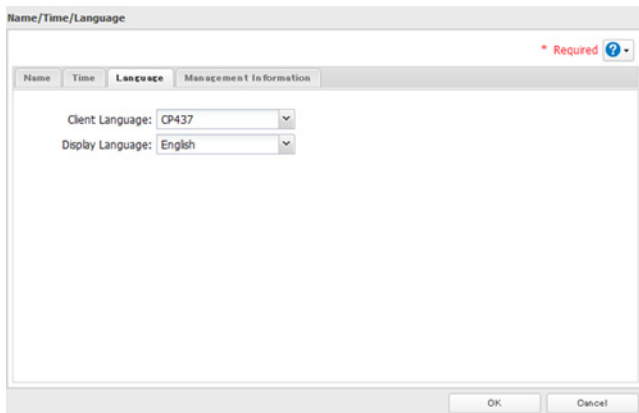 Name/Time/Language
* Required
Name Time Language Management Information
Client Language: CP437
Display Language: English
OK Cancel